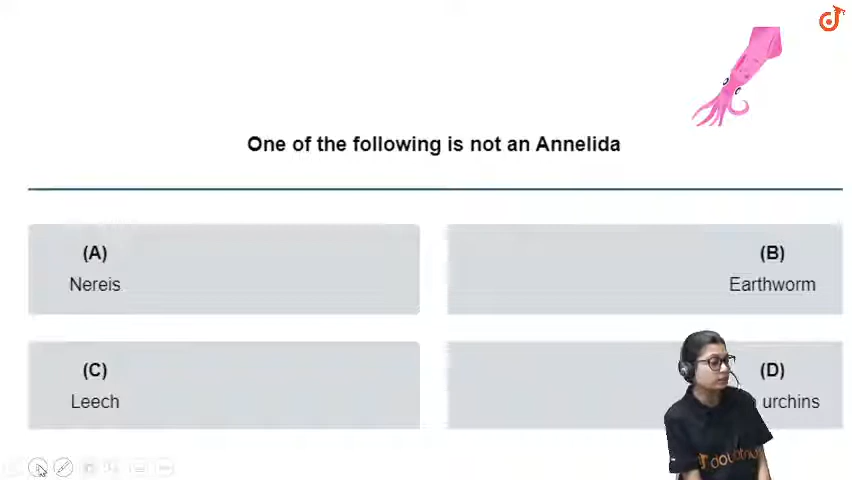 One of the following is not an Annelida
(A)
Nereis
(B)
Earthworm
(C)
Leech
(D)
urchins